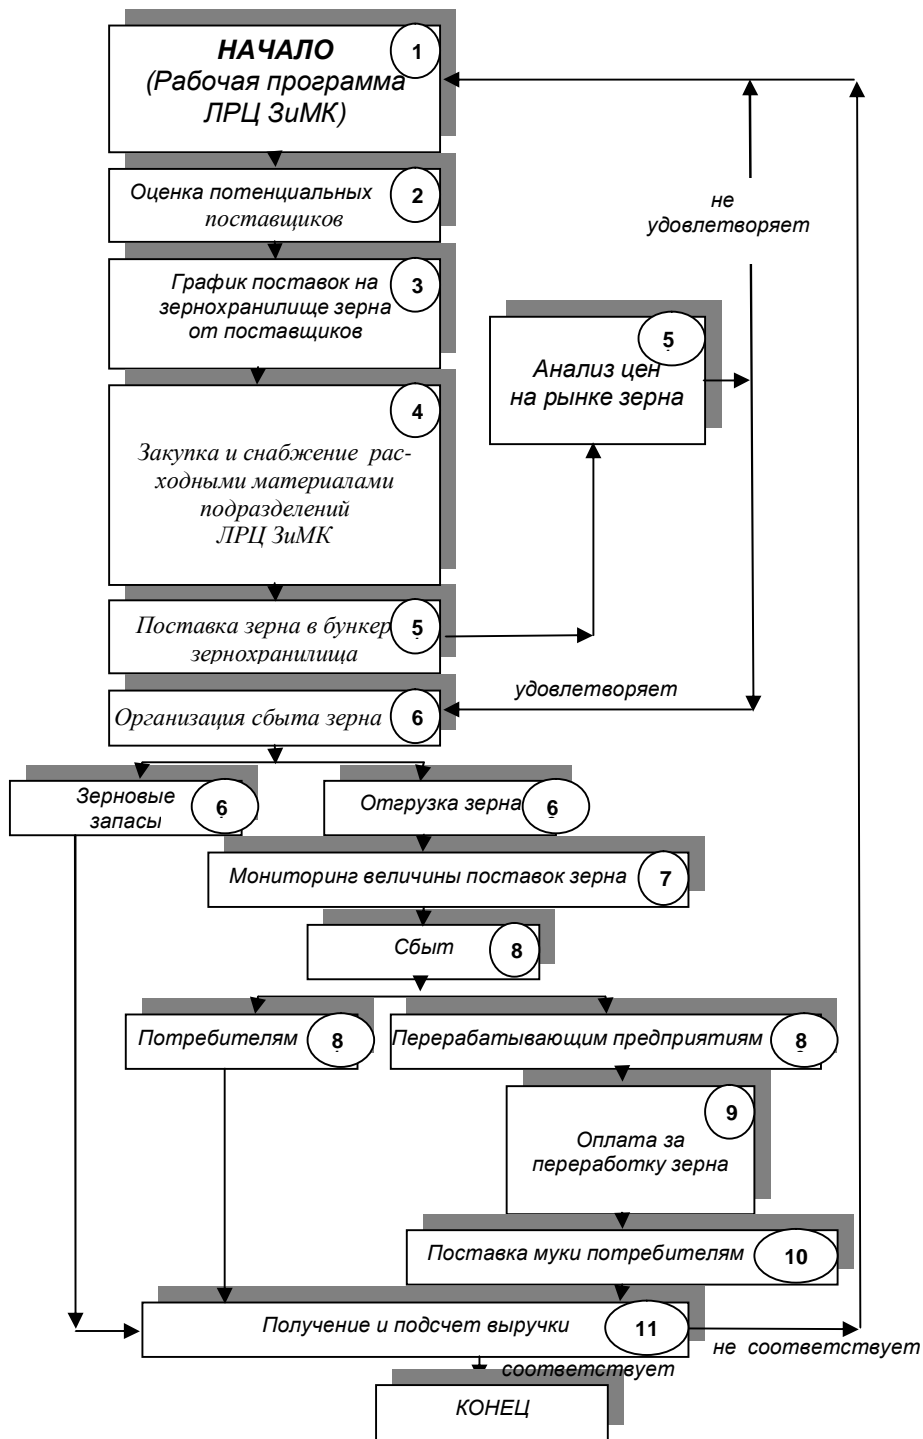 НАЧАЛО
(Рабочая программа
ЛРЦ ЗиМК)
1
Оценка потенциальных
поставщиков
2
График поставок на
зернохранилище зерна
от поставщиков
3
Закупка и снабжение рас-
ходными материалами
подразделений
ЛРЦ ЗиМК
4
Поставка зерна в бункер
зернохранилища
5
Анализ цен
на рынке зерна
5
не
удовлетворяет
удовлетворяет
Организация сбыта зерна
6
Зерновые
запасы
6
Отгрузка зерна
6
Мониторинг величины поставок зерна
7
Сбыт
8
Потребителям
8
Перерабатывающим предприятиям
8
Оплата за
переработку зерна
9
Поставка муки потребителям
10
Получение и подсчет выручки
11
не соответствует
соответствует
КОНЕЦ